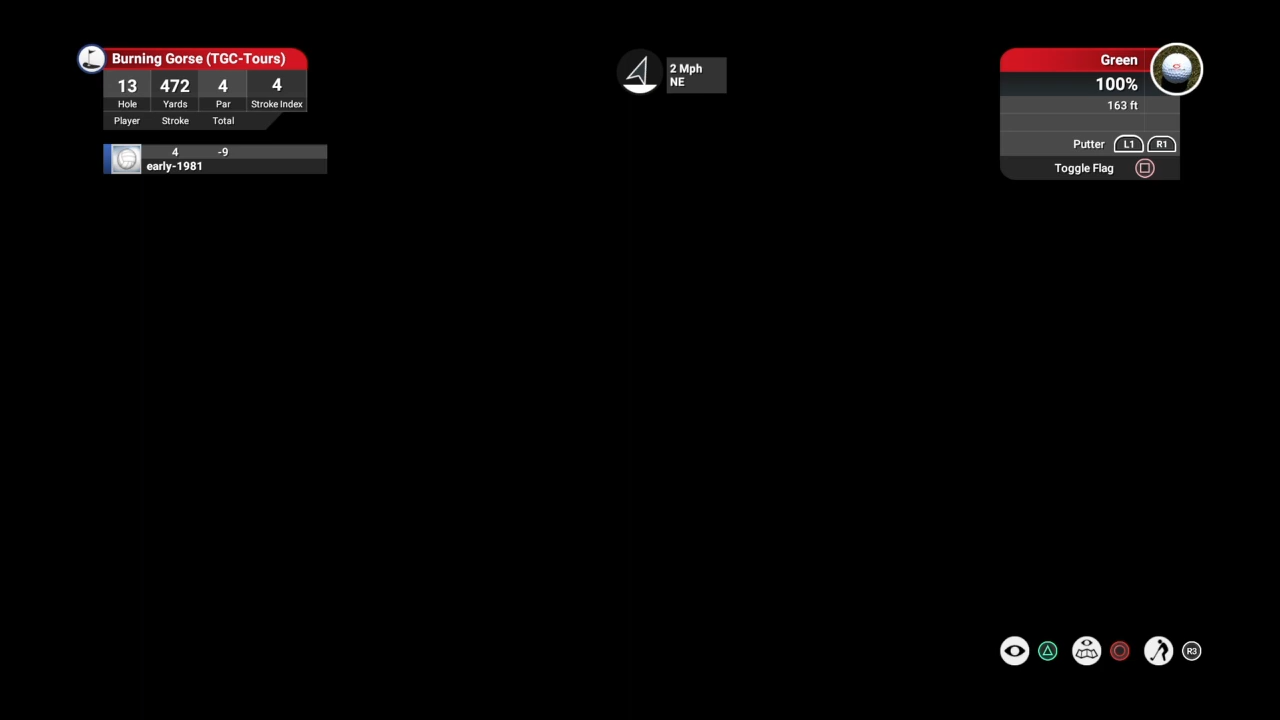 Burning Gorse (TGC-Tours)
13 472 4 4
Hole Yards Par Stroke Index
Player Stroke Total
4 -9
early-1981
2 Mph
NE
Green
100%
163 ft
Putter L1 R1
Toggle Flag
R3